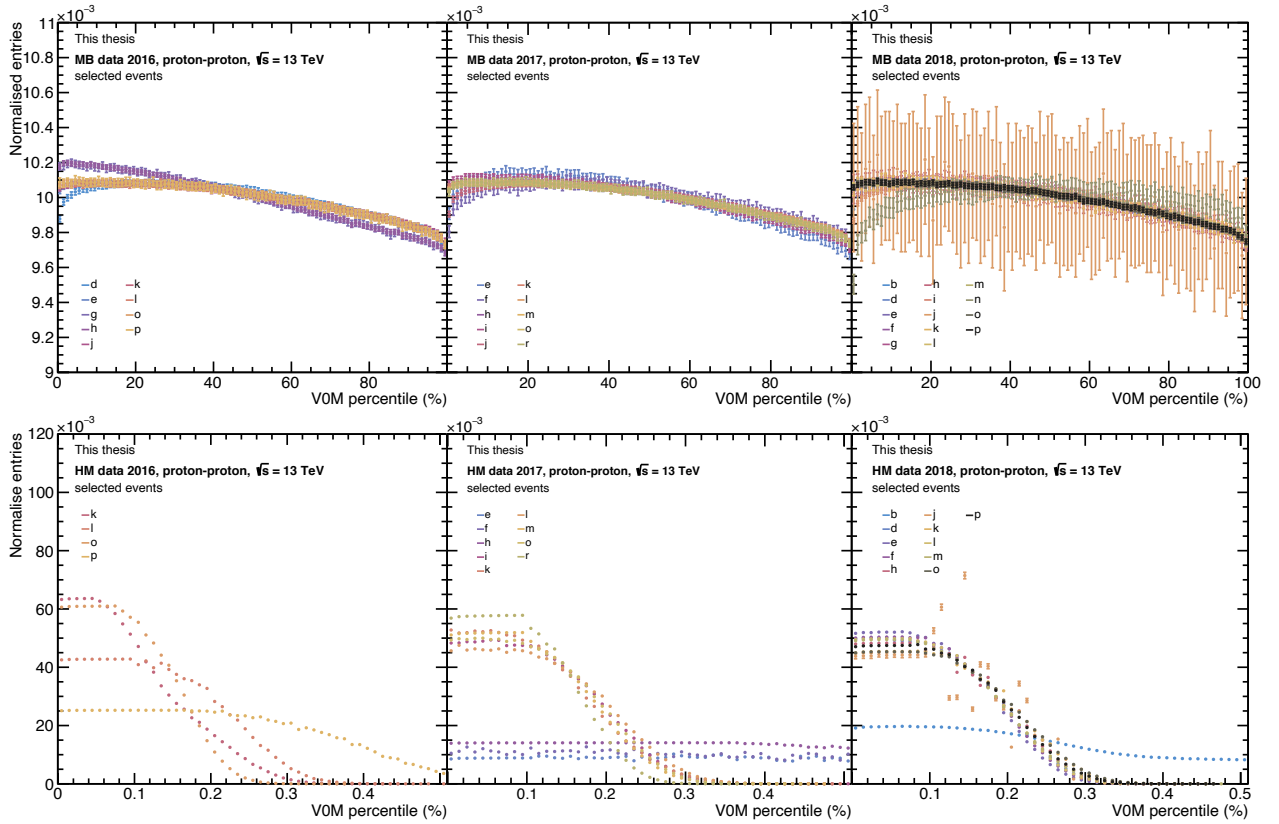 ×10⁻³
This thesis
MB data 2016, proton-proton, √s = 13 TeV
selected events
Normalised entries
11
10.8
10.6
10.4
10.2
10
9.8
9.6
9.4
9.2
9
d k
e l
g o
h p
j
0 20 40 60 80
V0M percentile (%)
×10⁻³
This thesis
MB data 2017, proton-proton, √s = 13 TeV
selected events
e k
f l
h m
i o
j r
20 40 60 80
V0M percentile (%)
×10⁻³
This thesis
MB data 2018, proton-proton, √s = 13 TeV
selected events
b h m
d i n
e j o
f k p
g l
20 40 60 80 100
V0M percentile (%)
×10⁻³
This thesis
HM data 2016, proton-proton, √s = 13 TeV
selected events
Normalise entries
120
100
80
60
40
20
0
k
l
o
p
0 0.1 0.2 0.3 0.4
V0M percentile (%)
×10⁻³
This thesis
HM data 2017, proton-proton, √s = 13 TeV
selected events
e l
f m
h o
i r
k
0.1 0.2 0.3 0.4
V0M percentile (%)
×10⁻³
This thesis
HM data 2018, proton-proton, √s = 13 TeV
selected events
b j p
d k
e l
f m
h o
0.1 0.2 0.3 0.4 0.5
V0M percentile (%)